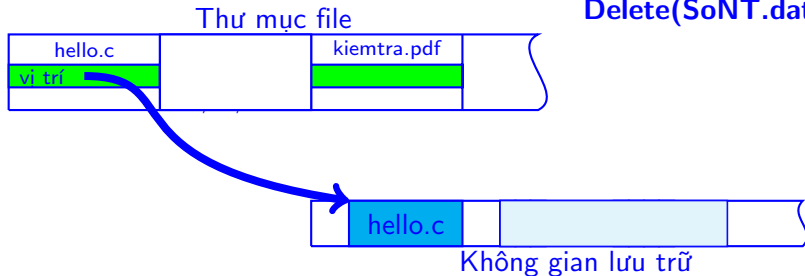 Thư mục file
Delete(SoNT.dat
hello.c
kiemtra.pdf
vị trí
hello.c
Không gian lưu trữ